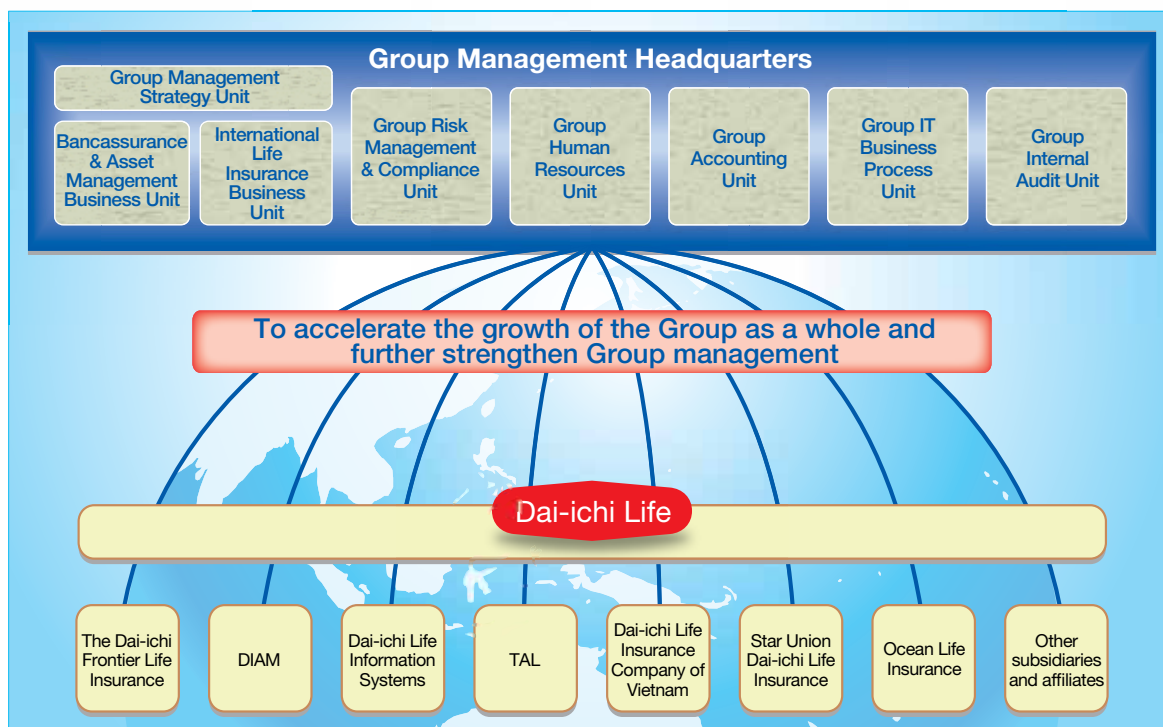 Group Management Headquarters
Group Management
Strategy Unit
Bancassurance
& Asset
Management
Business Unit
International
Life
Insurance
Business
Unit
Group Risk
Management
& Compliance
Unit
Group
Human
Resources
Unit
Group
Accounting
Unit
Group IT
Business
Process
Unit
Group
Internal
Audit Unit
To accelerate the growth of the Group as a whole and
further strengthen Group management
Dai-ichi Life
The Dai-ichi
Frontier Life
Insurance
DIAM
Dai-ichi Life
Information
Systems
TAL
Dai-ichi Life
Insurance
Company of
Vietnam
Star Union
Dai-ichi Life
Insurance
Ocean Life
Insurance
Other
subsidiaries
and affiliates